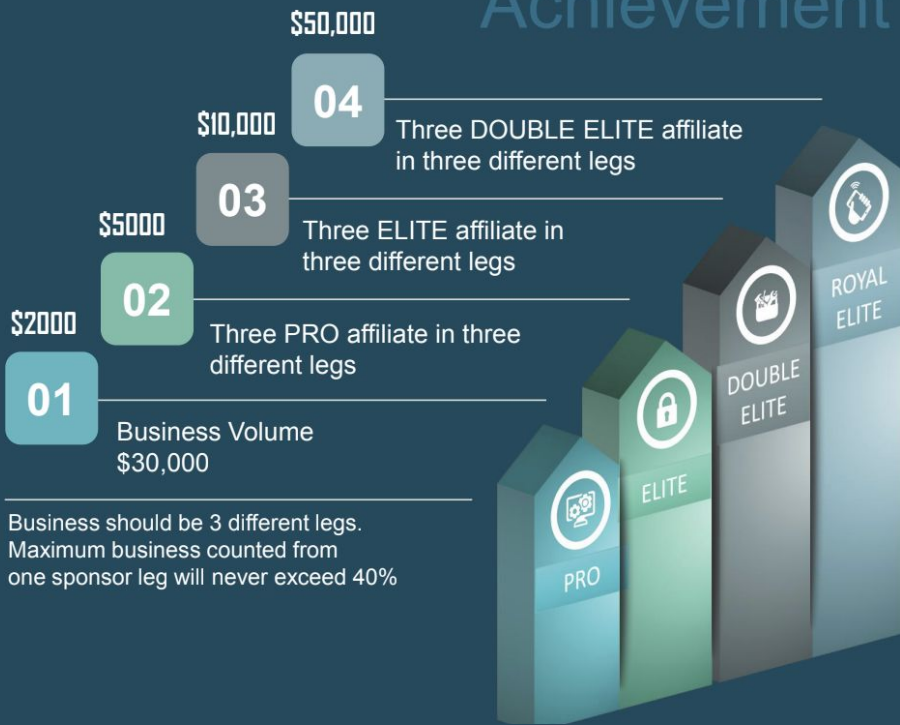 Achievement
$50,000
04
Three DOUBLE ELITE affiliate
in three different legs
$10,000
03
Three ELITE affiliate in
three different legs
$5000
02
Three PRO affiliate in three
different legs
$2000
01
Business Volume
$30,000
Business should be 3 different legs.
Maximum business counted from
one sponsor leg will never exceed 40%
PRO
ELITE
DOUBLE
ELITE
ROYAL
ELITE